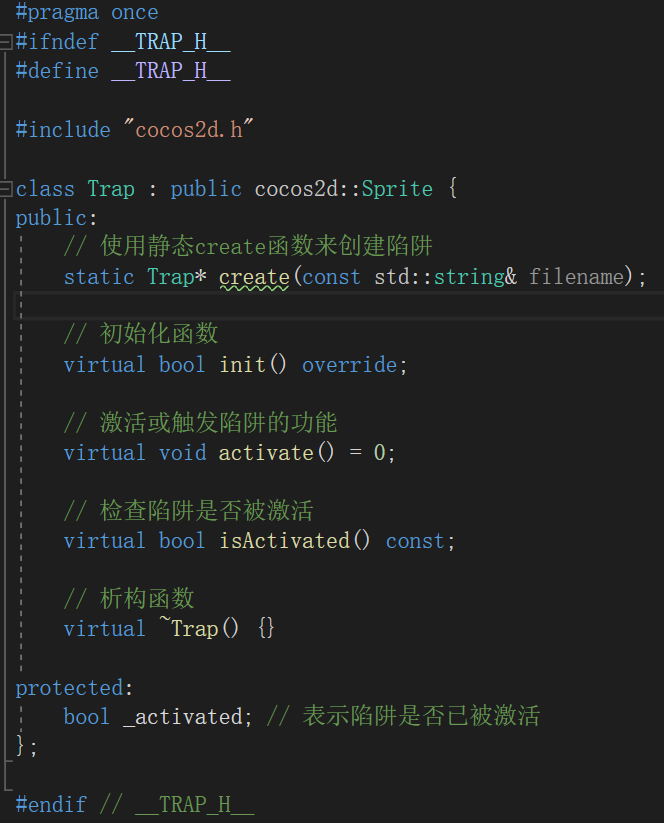 #pragma once
#ifndef __TRAP_H__
#define __TRAP_H__
#include "cocos2d.h"
class Trap : public cocos2d::Sprite {
public:
// 使用静态create函数来创建陷阱
static Trap* create(const std::string& filename);
// 初始化函数
virtual bool init() override;
// 激活或触发陷阱的功能
virtual void activate() = 0;
// 检查陷阱是否被激活
virtual bool isActivated() const;
// 析构函数
virtual ~Trap() {}
protected:
bool _activated; // 表示陷阱是否已被激活
};
#endif // __TRAP_H__